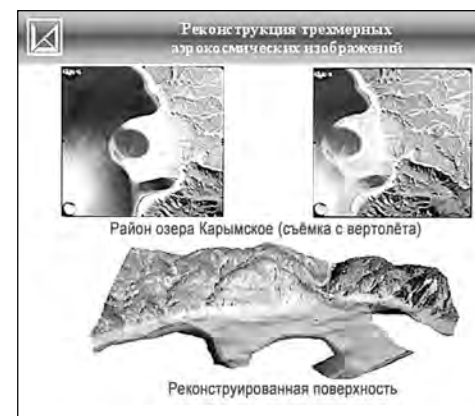 Реконструкция трехмерных
аэрокосмических изображений
С
С
Район озера Карымское (съёмка с вертолёта)
Реконструированная поверхность